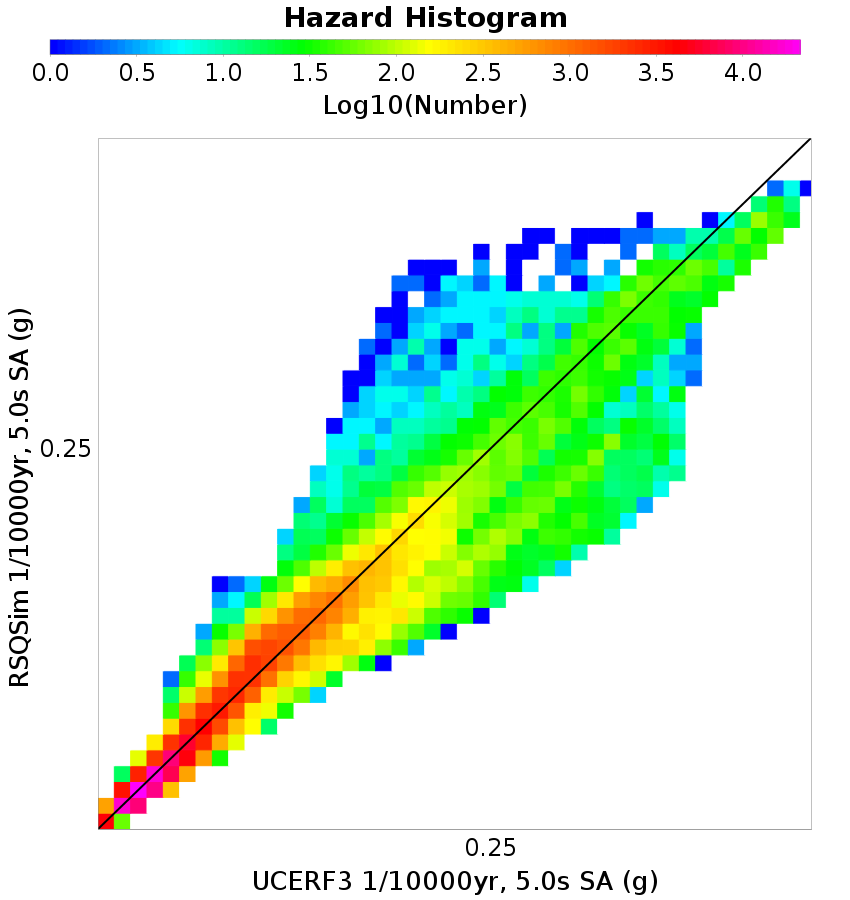 Hazard Histogram
0.0 0.5 1.0 1.5 2.0 2.5 3.0 3.5 4.0
Log10(Number)
RSQSim 1/10000yr, 5.0s SA (g)
0.25
0.25
UCERF3 1/10000yr, 5.0s SA (g)